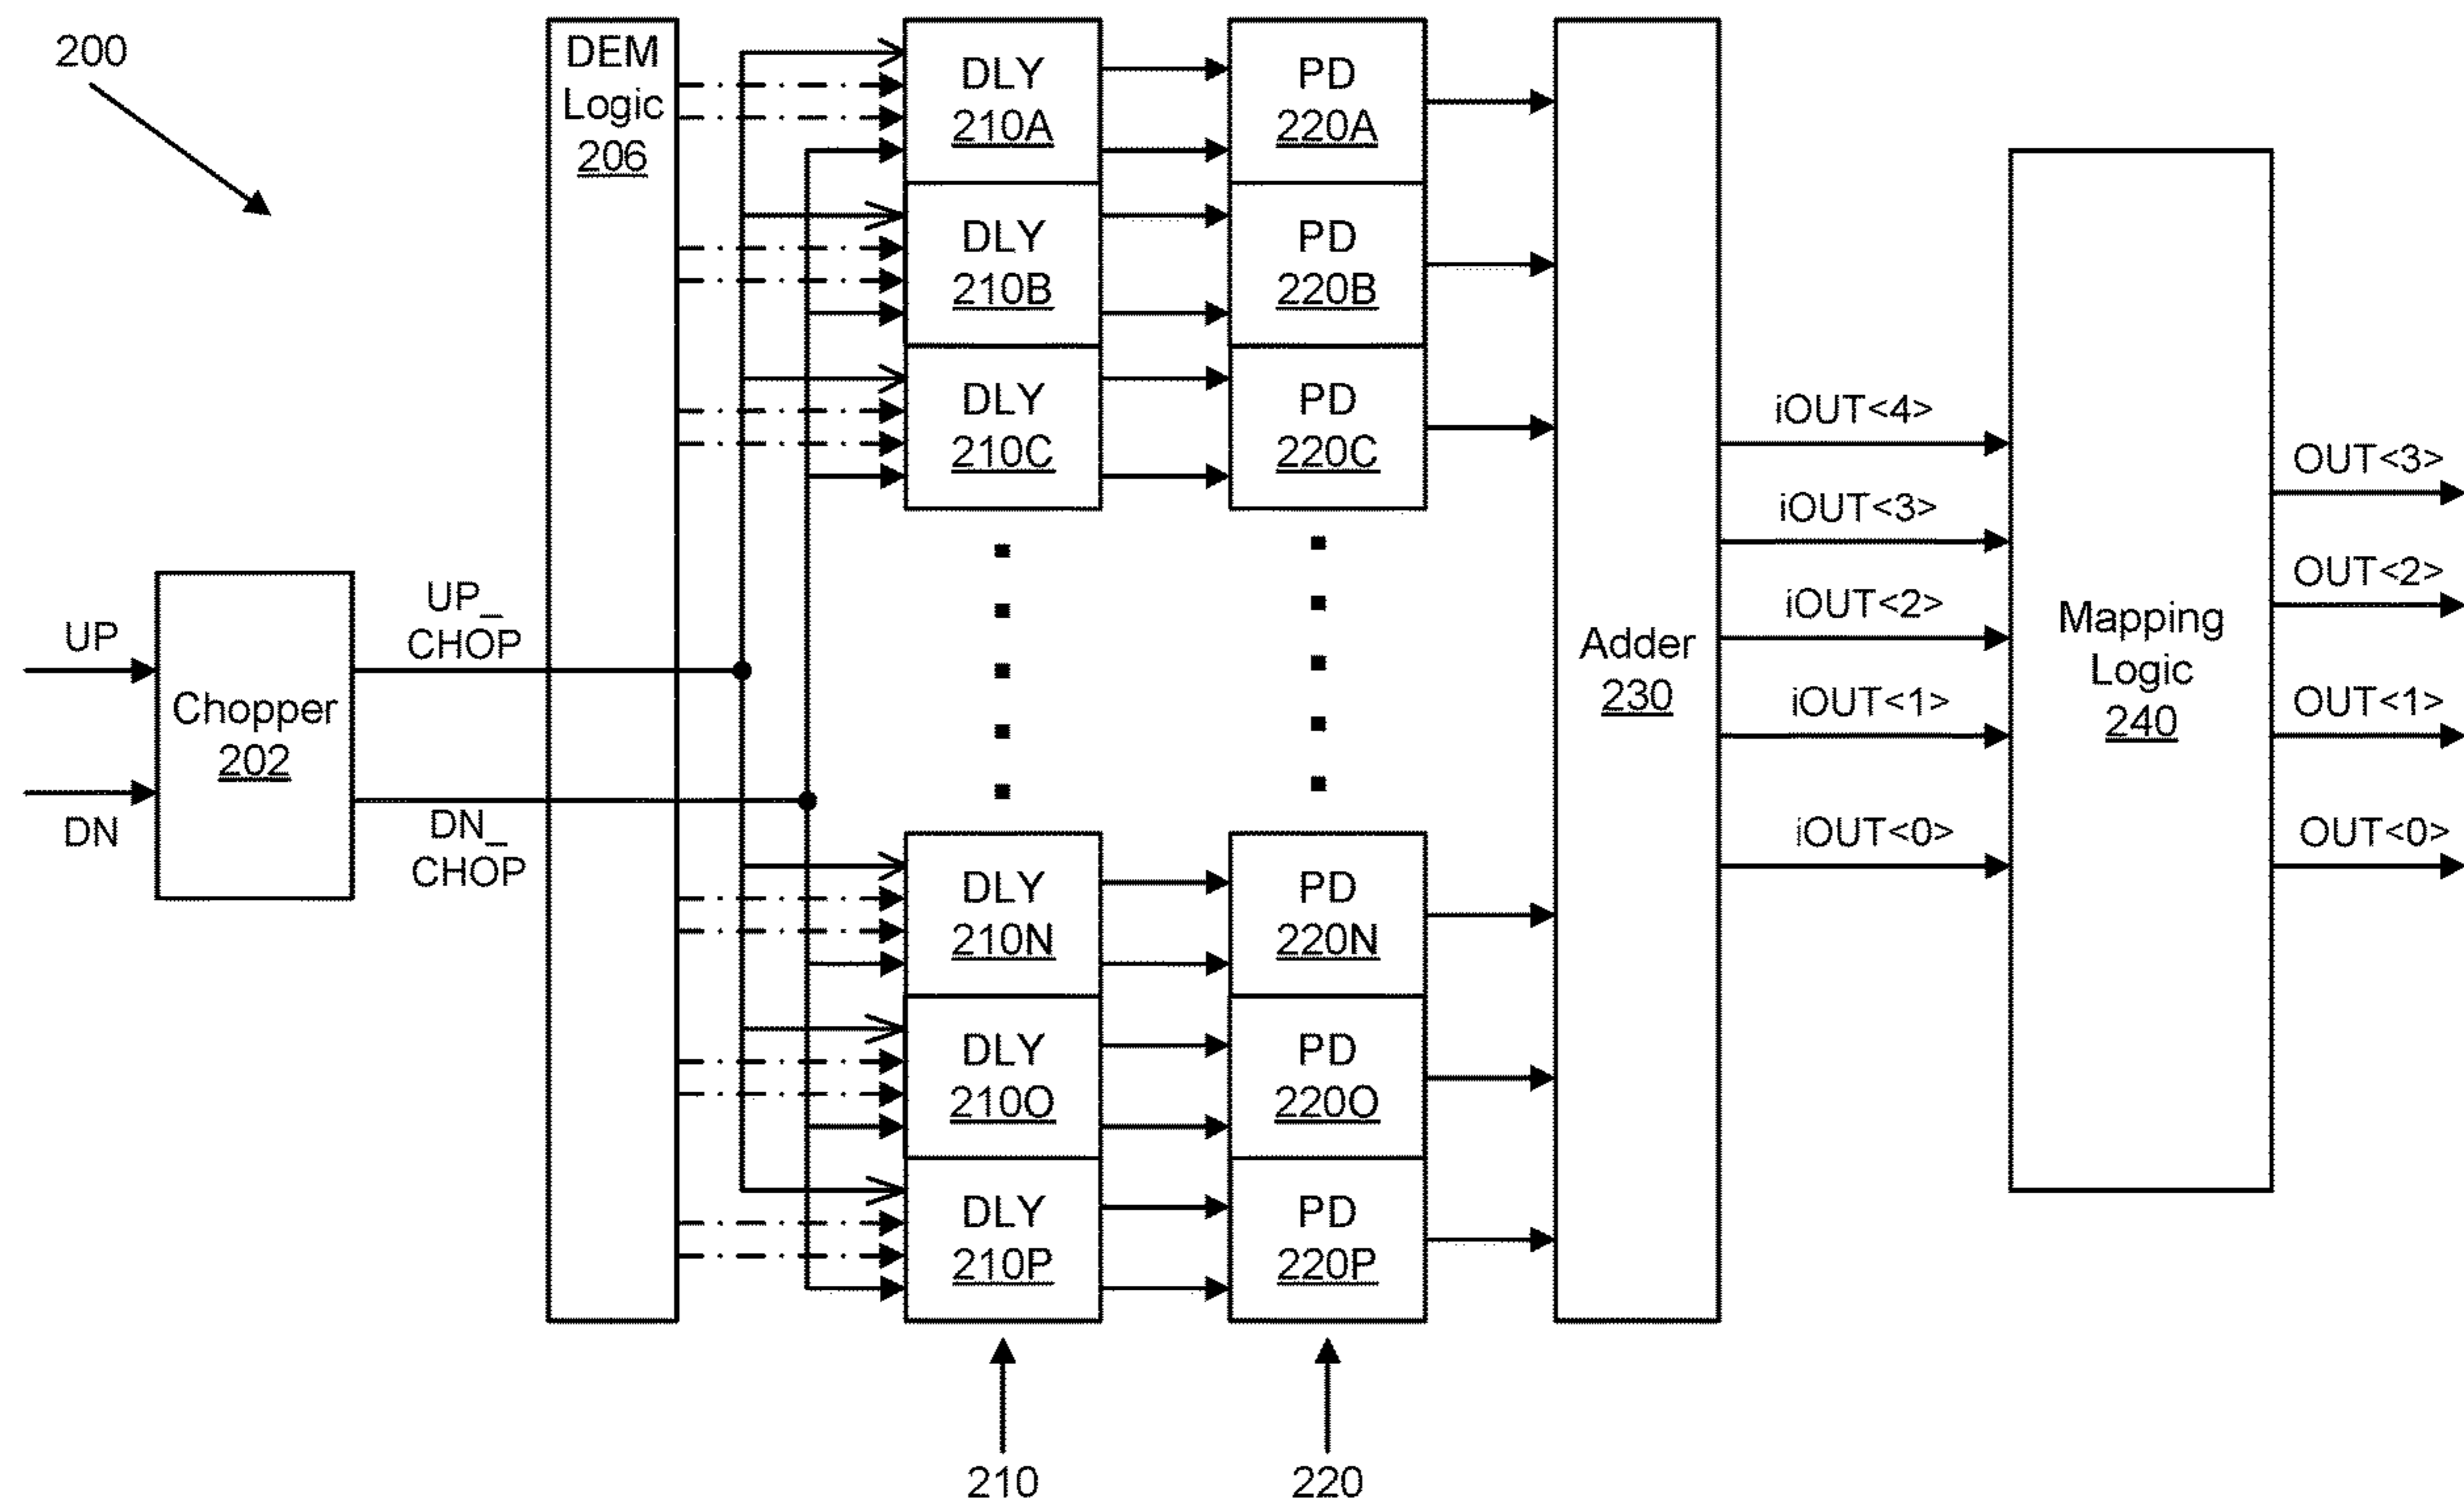 200
DEM
Logic
206
DLY
210A
PD
220A
DLY
210B
PD
220B
DLY
210C
PD
220C
UP
DN
Chopper
202
UP_
CHOP
DN_
CHOP
DLY
210N
PD
220N
DLY
210O
PD
220O
DLY
210P
PD
220P
210
220
Adder
230
iOUT<4>
iOUT<3>
iOUT<2>
iOUT<1>
iOUT<0>
Mapping
Logic
240
OUT<3>
OUT<2>
OUT<1>
OUT<0>